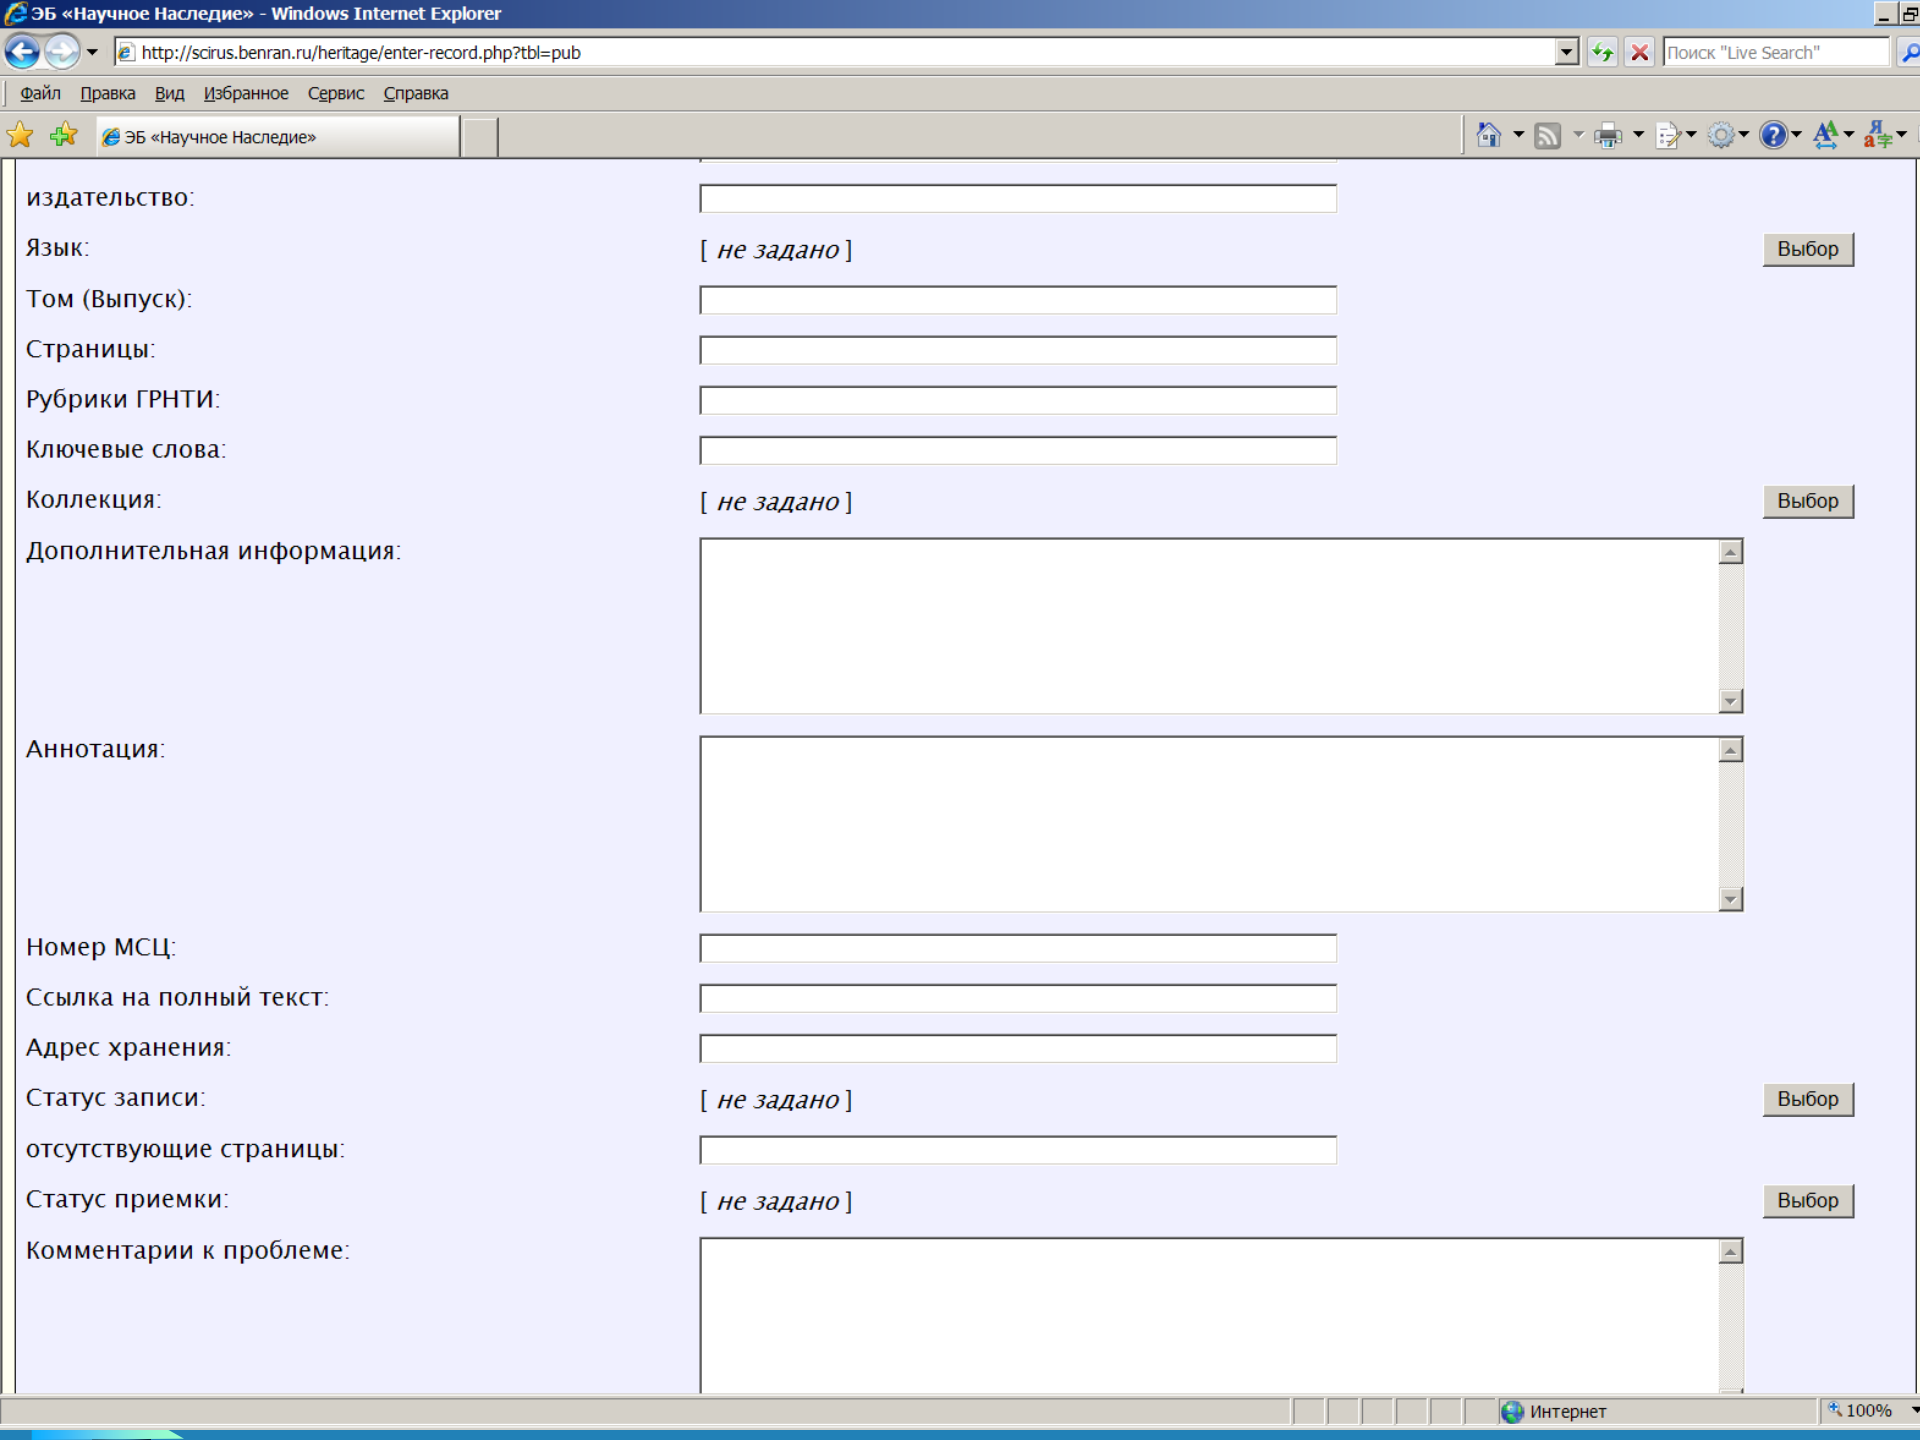 ЭБ «Научное Наследие» - Windows Internet Explorer
http://scirus.benran.ru/heritage/enter-record.php?tbl=pub
Поиск "Live Search"
Файл Правка Вид Избранное Сервис Справка
ЭБ «Научное Наследие»
издательство:
Язык: [ не задано ] Выбор
Том (Выпуск):
Страницы:
Рубрики ГРНТИ:
Ключевые слова:
Коллекция: [ не задано ] Выбор
Дополнительная информация:
Аннотация:
Номер МСЦ:
Ссылка на полный текст:
Адрес хранения:
Статус записи: [ не задано ] Выбор
отсутствующие страницы:
Статус приемки: [ не задано ] Выбор
Комментарии к проблеме:
Интернет
100%